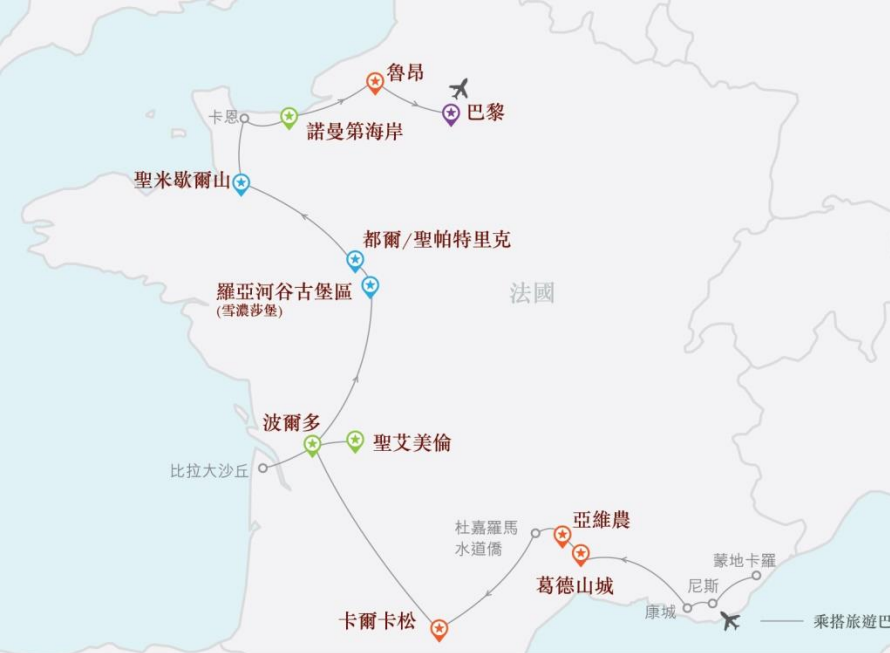 魯昂
巴黎
卡恩
諾曼第海岸
聖米歇爾山
都爾/聖帕特里克
羅亞河谷古堡區
(雪濃莎堡)
法國
波爾多
聖艾美倫
比拉大沙丘
杜嘉羅馬
水道僑
亞維農
葛德山城
蒙地卡羅
尼斯
康城
卡爾卡松
乘搭旅遊巴